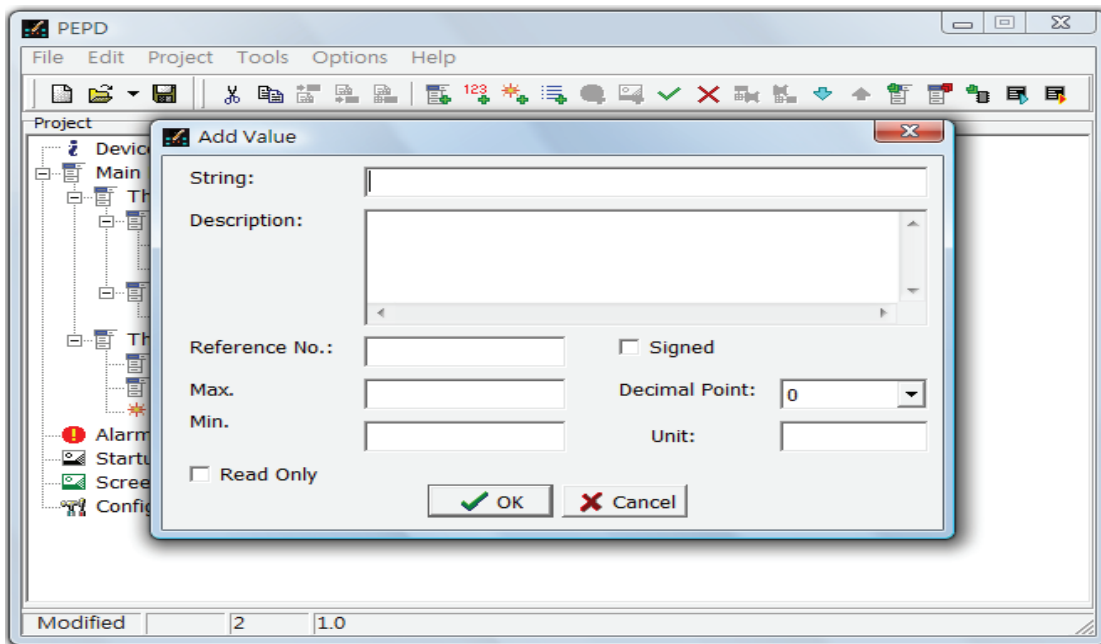 PEPD
File Edit Project Tools Options Help
123
Project
Add Value
Devic
Main
Th
Th
Alarm
Startu
Scree
Config
String:
Description:
Reference No.:
Signed
Max.
Decimal Point:
0
Min.
Unit:
Read Only
OK
Cancel
Modified 2 1.0